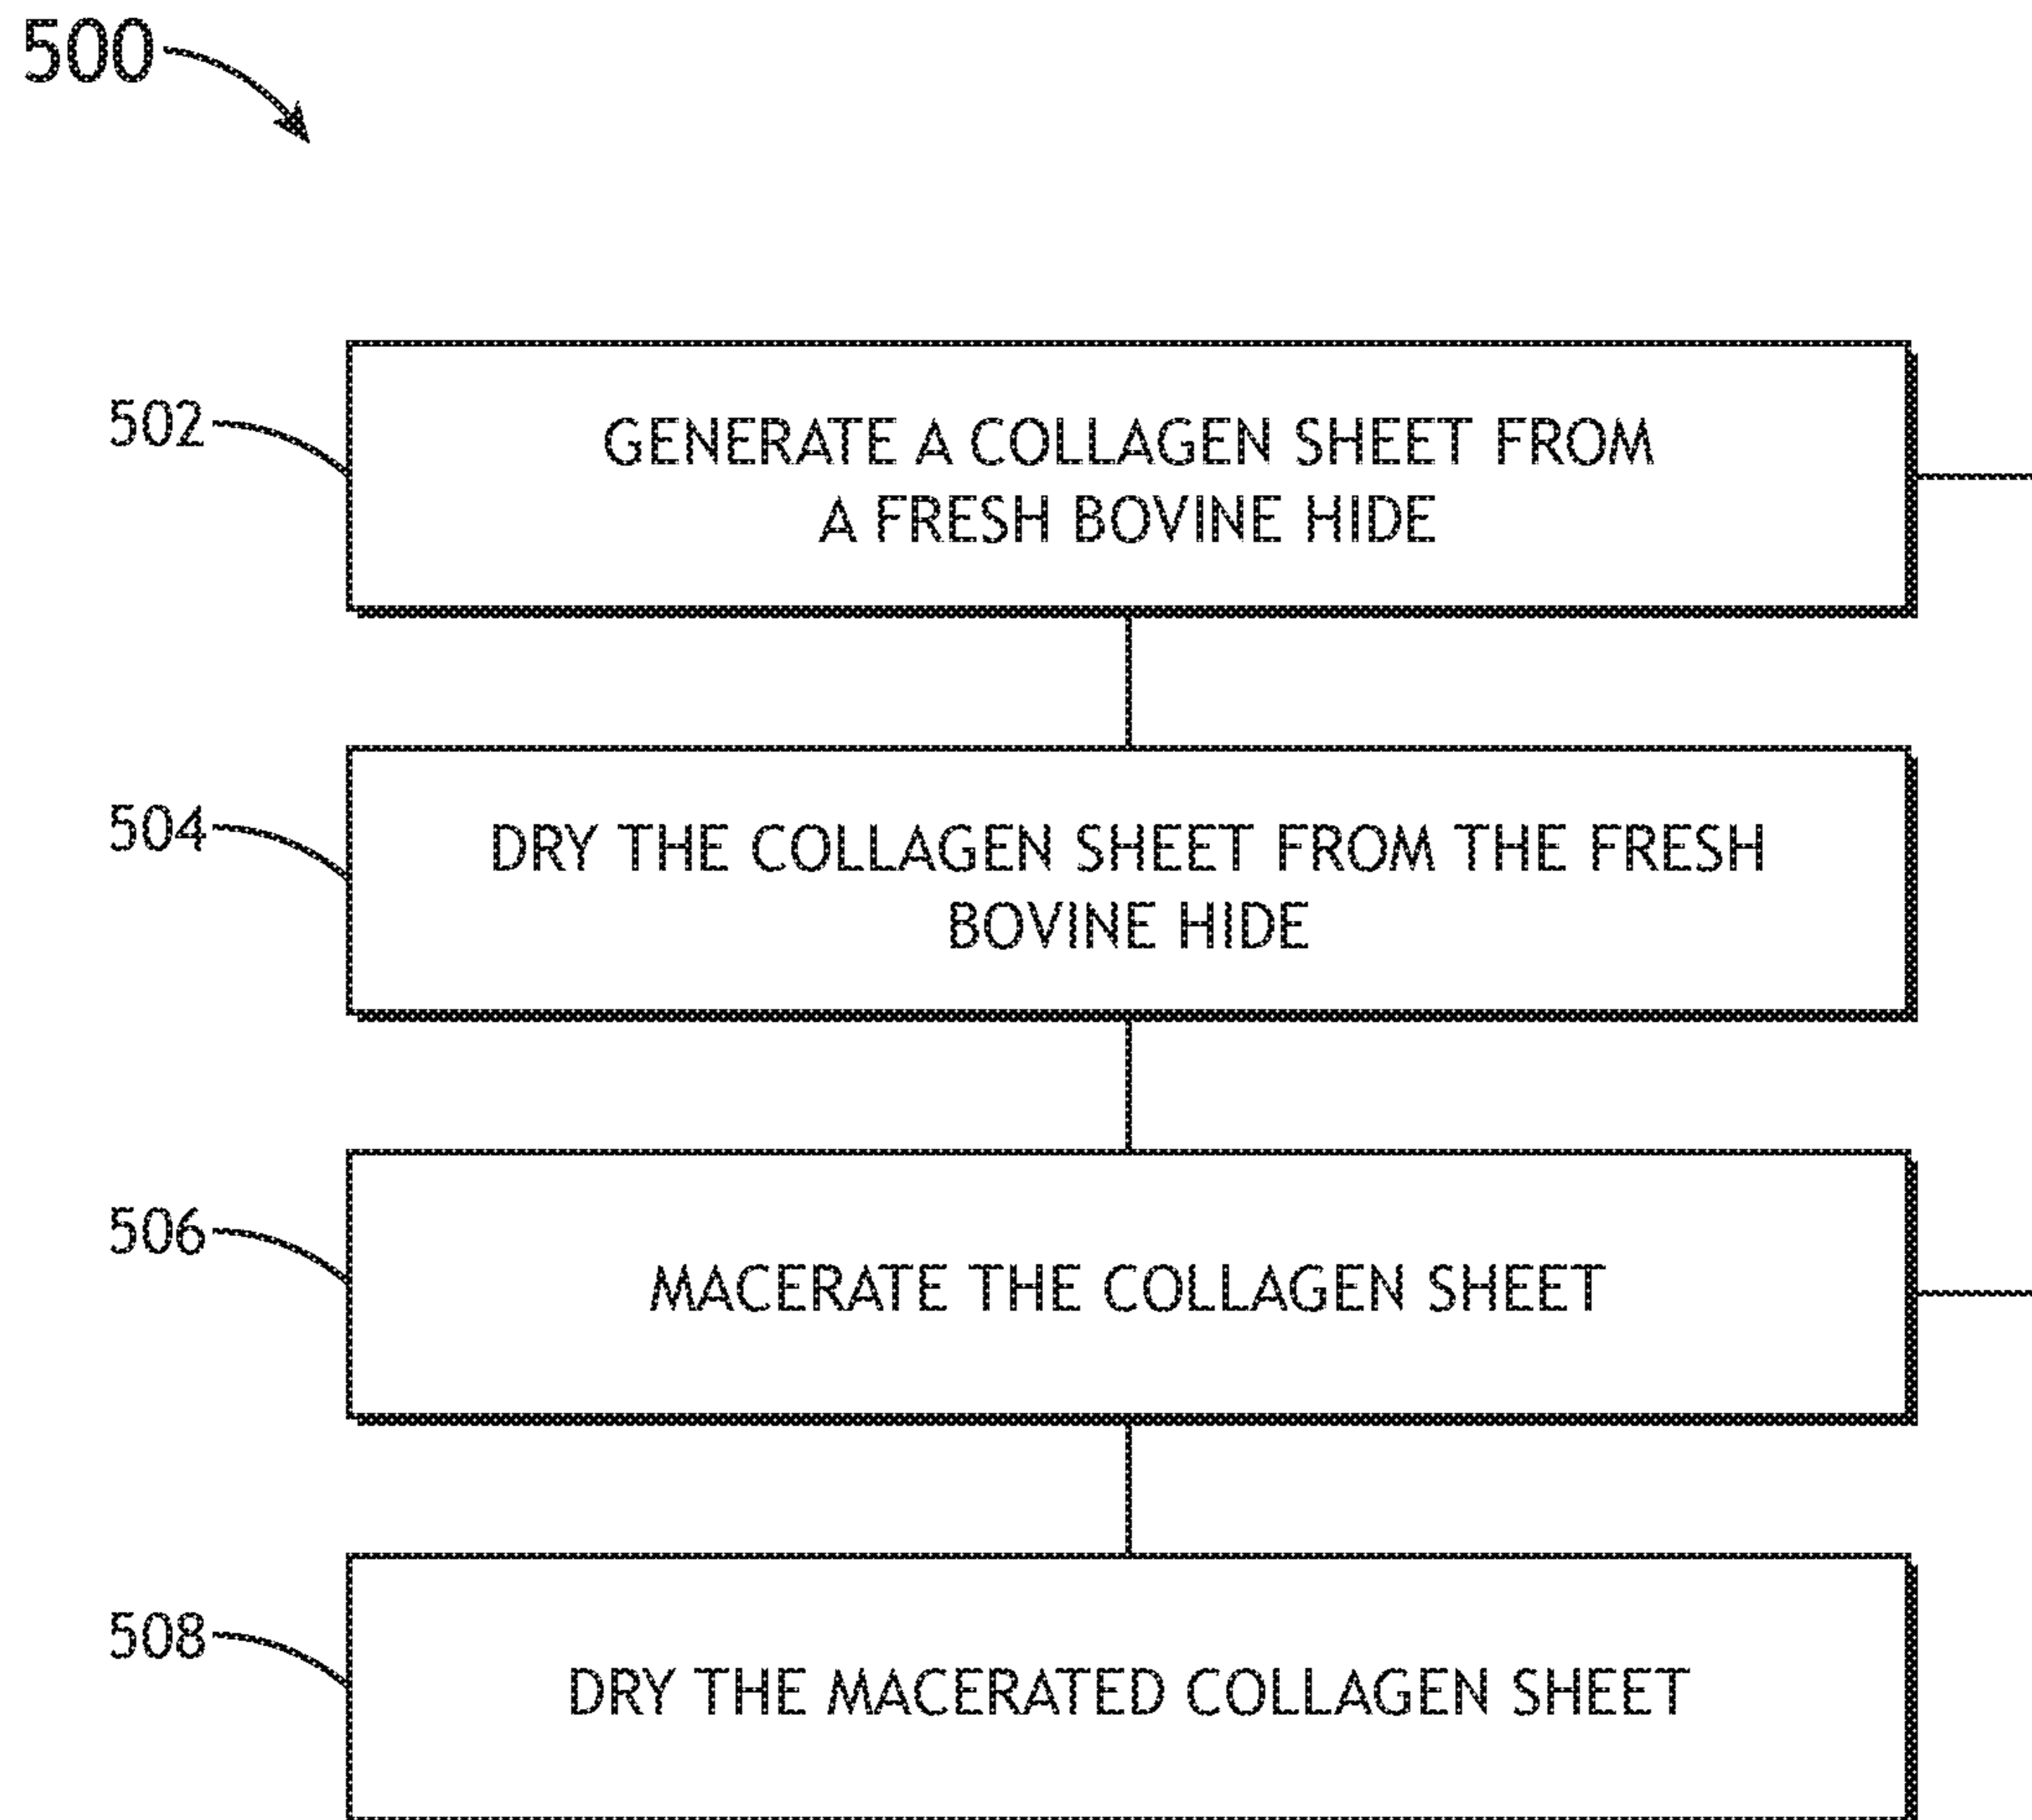 500
502
GENERATE A COLLAGEN SHEET FROM
A FRESH BOVINE HIDE
504
DRY THE COLLAGEN SHEET FROM THE FRESH
BOVINE HIDE
506
MACERATE THE COLLAGEN SHEET
508
DRY THE MACERATED COLLAGEN SHEET